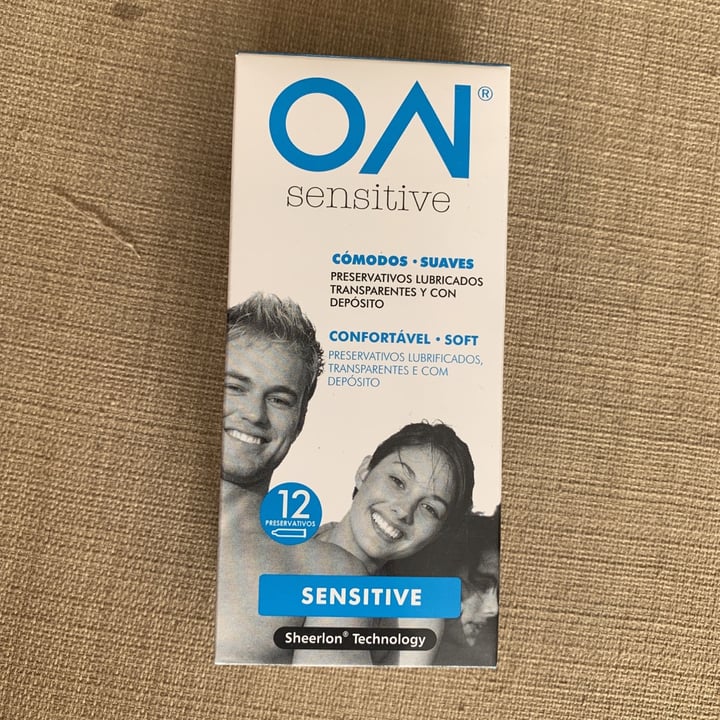 ON®
sensitive
CÓMODOS · SUAVES
PRESERVATIVOS LUBRICADOS
TRANSPARENTES Y CON
DEPÓSITO
CONFORTÁVEL · SOFT
PRESERVATIVOS LUBRIFICADOS,
TRANSPARENTES E COM
DEPÓSITO
12
PRESERVATIVOS
SENSITIVE
Sheerlon® Technology